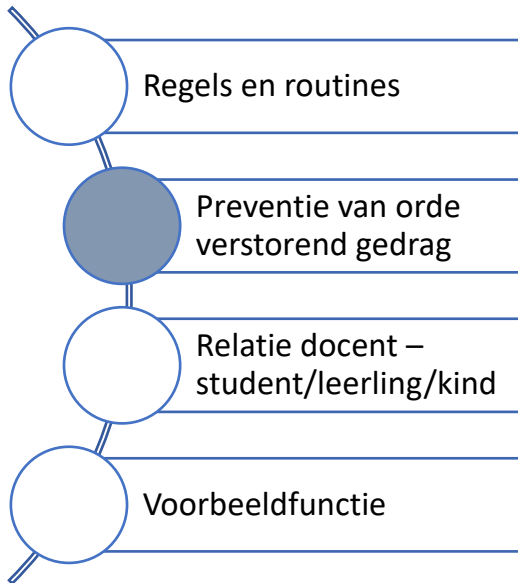 Regels en routines
Preventie van orde
verstorend gedrag
Relatie docent –
student/leerling/kind
Voorbeeldfunctie